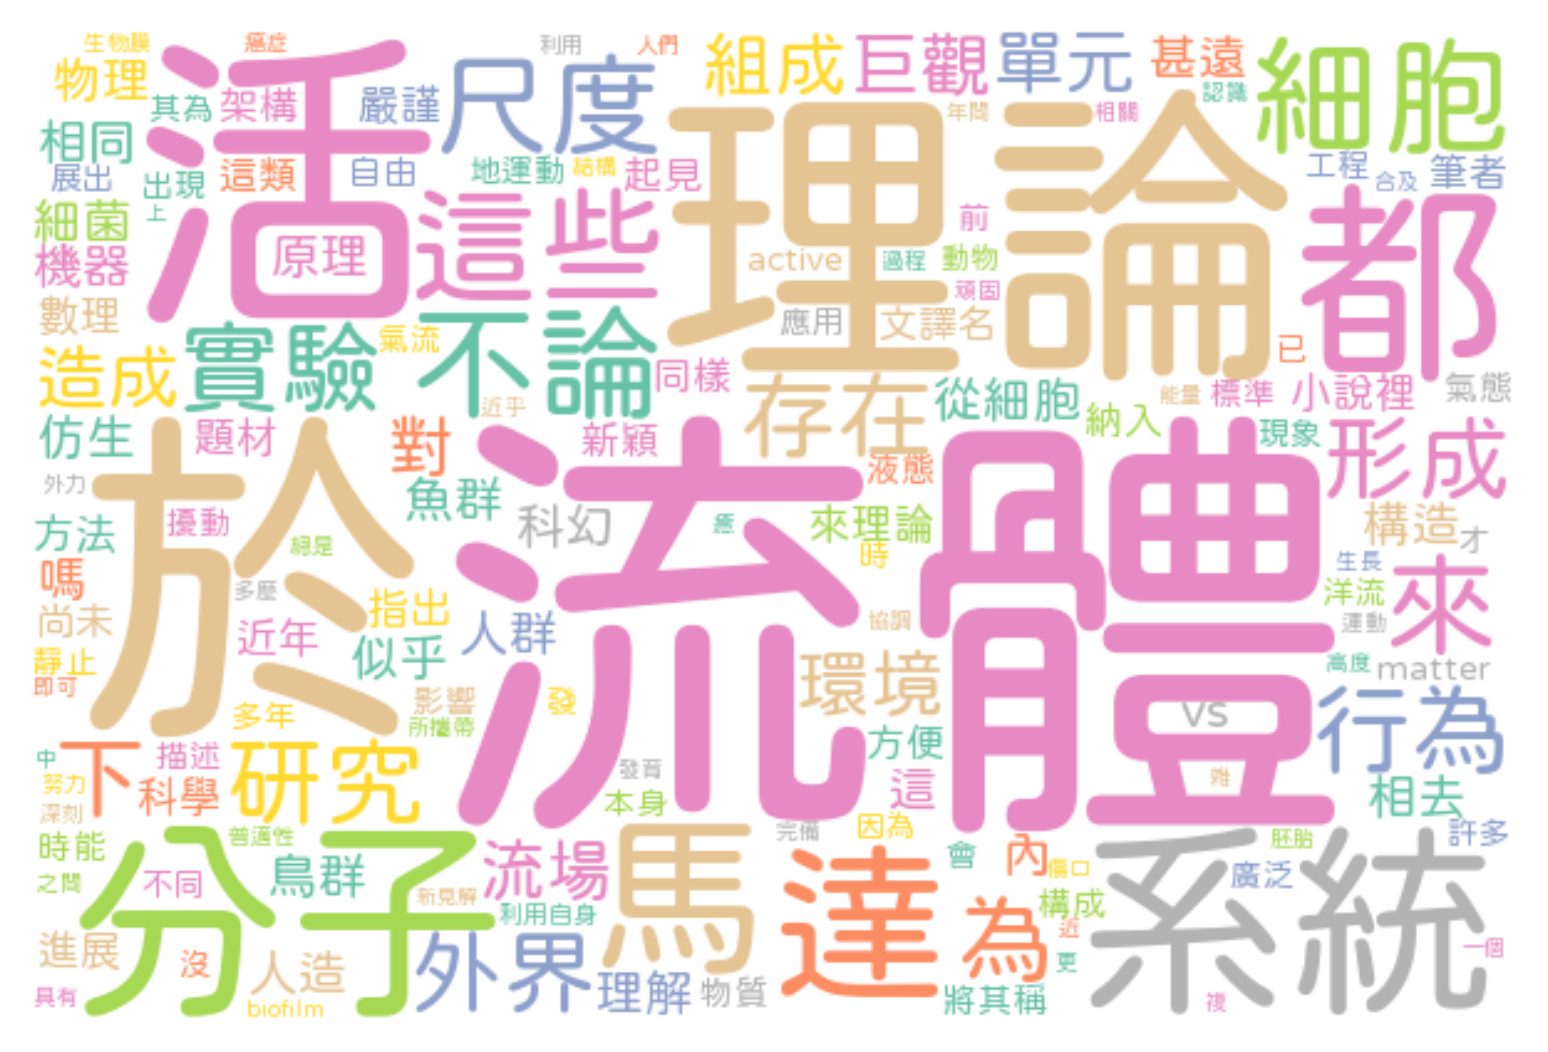 生物膜
癌症
利用
人們
物理
活
尺度
組成
巨觀
單元
甚遠
細胞
其為
架構
嚴謹
理論
年間
相關
認識
相同
展出
出現
這類
自由
地運動
結構
起見
工程
合及
筆者
上
細菌
機器
原理
這些
前
都
active
過程
動物
頑固
數理
實驗
氣流
不論
應用
文譯名
已
造成
同樣
存在
從細胞
能量
標準
小說裡
氣態
近乎
納入
現象
形成
仿生
題材
對
新穎
流體
液態
外力
於
魚群
科幻
來理論
構造
才
方法
擾動
時
嗎
多麼
指出
生長
洋流
來
尚未
近年
人群
協調
運動
靜止
似乎
環境
高度
matter
即可
影響
發
所攜帶
多年
vs
行為
中
下
描述
研究
方便
努力
科學
發育
本身
這
相去
深刻
分子
普適性
馬
完備
因為
胚胎
許多
時能
之間
不同
鳥群
流場
達
會
內
傷口
系統
廣泛
新見解
利用自身
為
構成
近
進展
沒
人造
外界
理解
物質
更
一個
具有
biofilm
將其稱
複